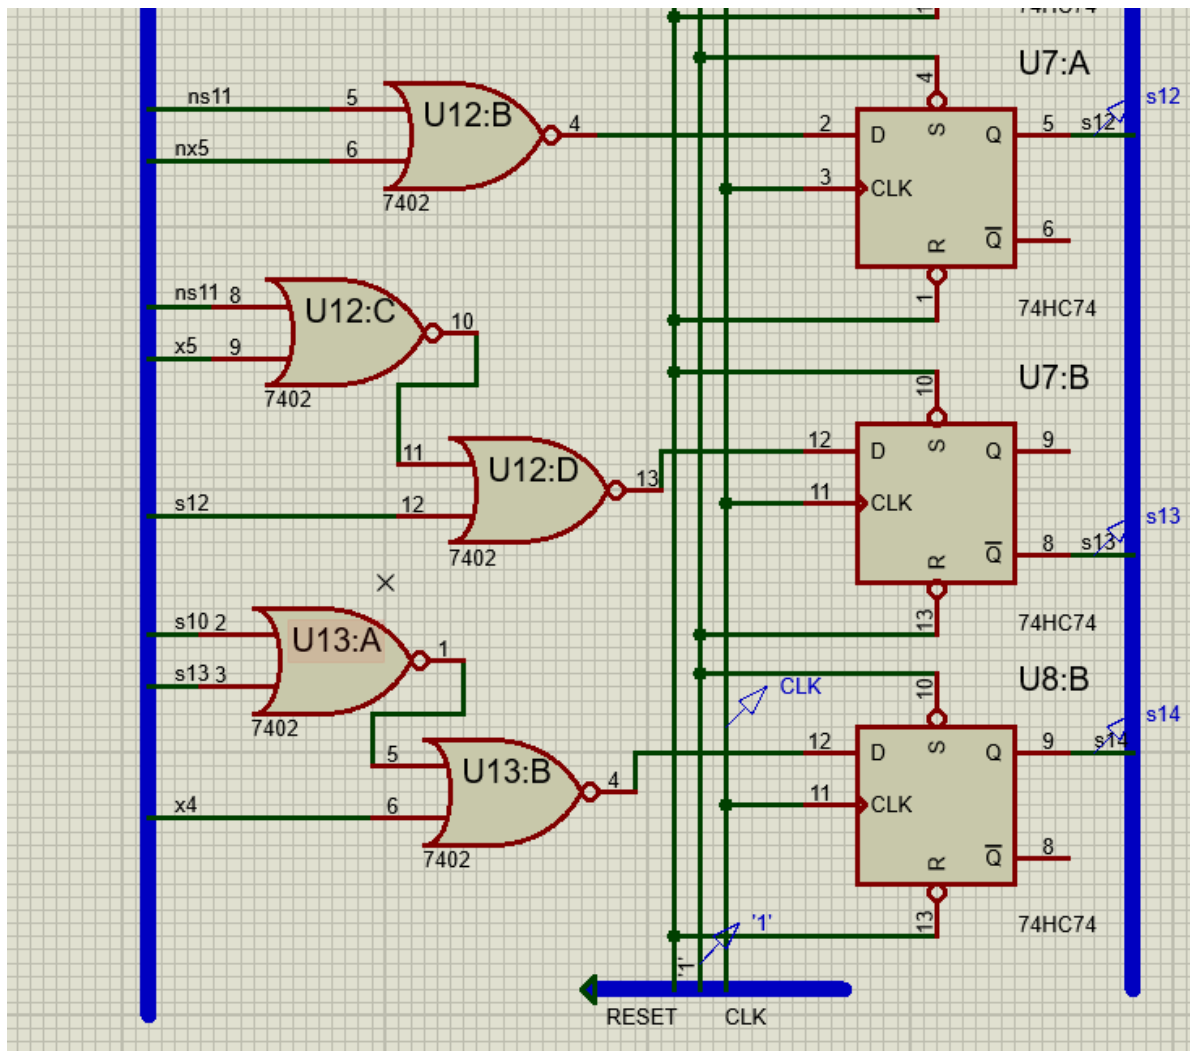 74HC74
1
U7:A
4
s12
ns11
5
U12:B
4
2
D
S
Q
5
s12
nx5
6
3
CLK
7402
R
Q
6
1
74HC74
ns11
8
U12:C
10
x5
9
7402
U7:B
10
11
U12:D
13
12
D
S
Q
9
s12
12
11
CLK
s13
7402
R
Q
8
s13
13
74HC74
s10
2
U13:A
1
s13
3
7402
U8:B
CLK
10
s14
5
U13:B
4
12
D
S
Q
9
s14
x4
6
11
CLK
7402
R
Q
8
13
74HC74
'1'
'1'
RESET
CLK